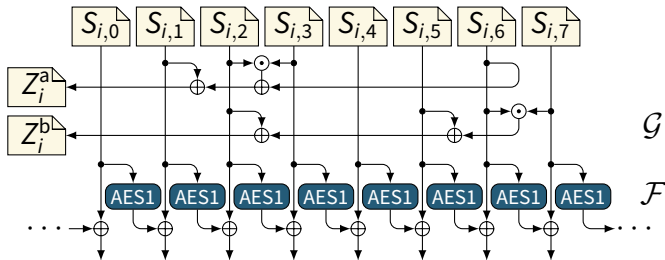 S_{i,0} S_{i,1} S_{i,2} S_{i,3} S_{i,4} S_{i,5} S_{i,6} S_{i,7}
Z_i^a
Z_i^b
𝒢
AES1 AES1 AES1 AES1 AES1 AES1 AES1 AES1 ℱ
··· ···